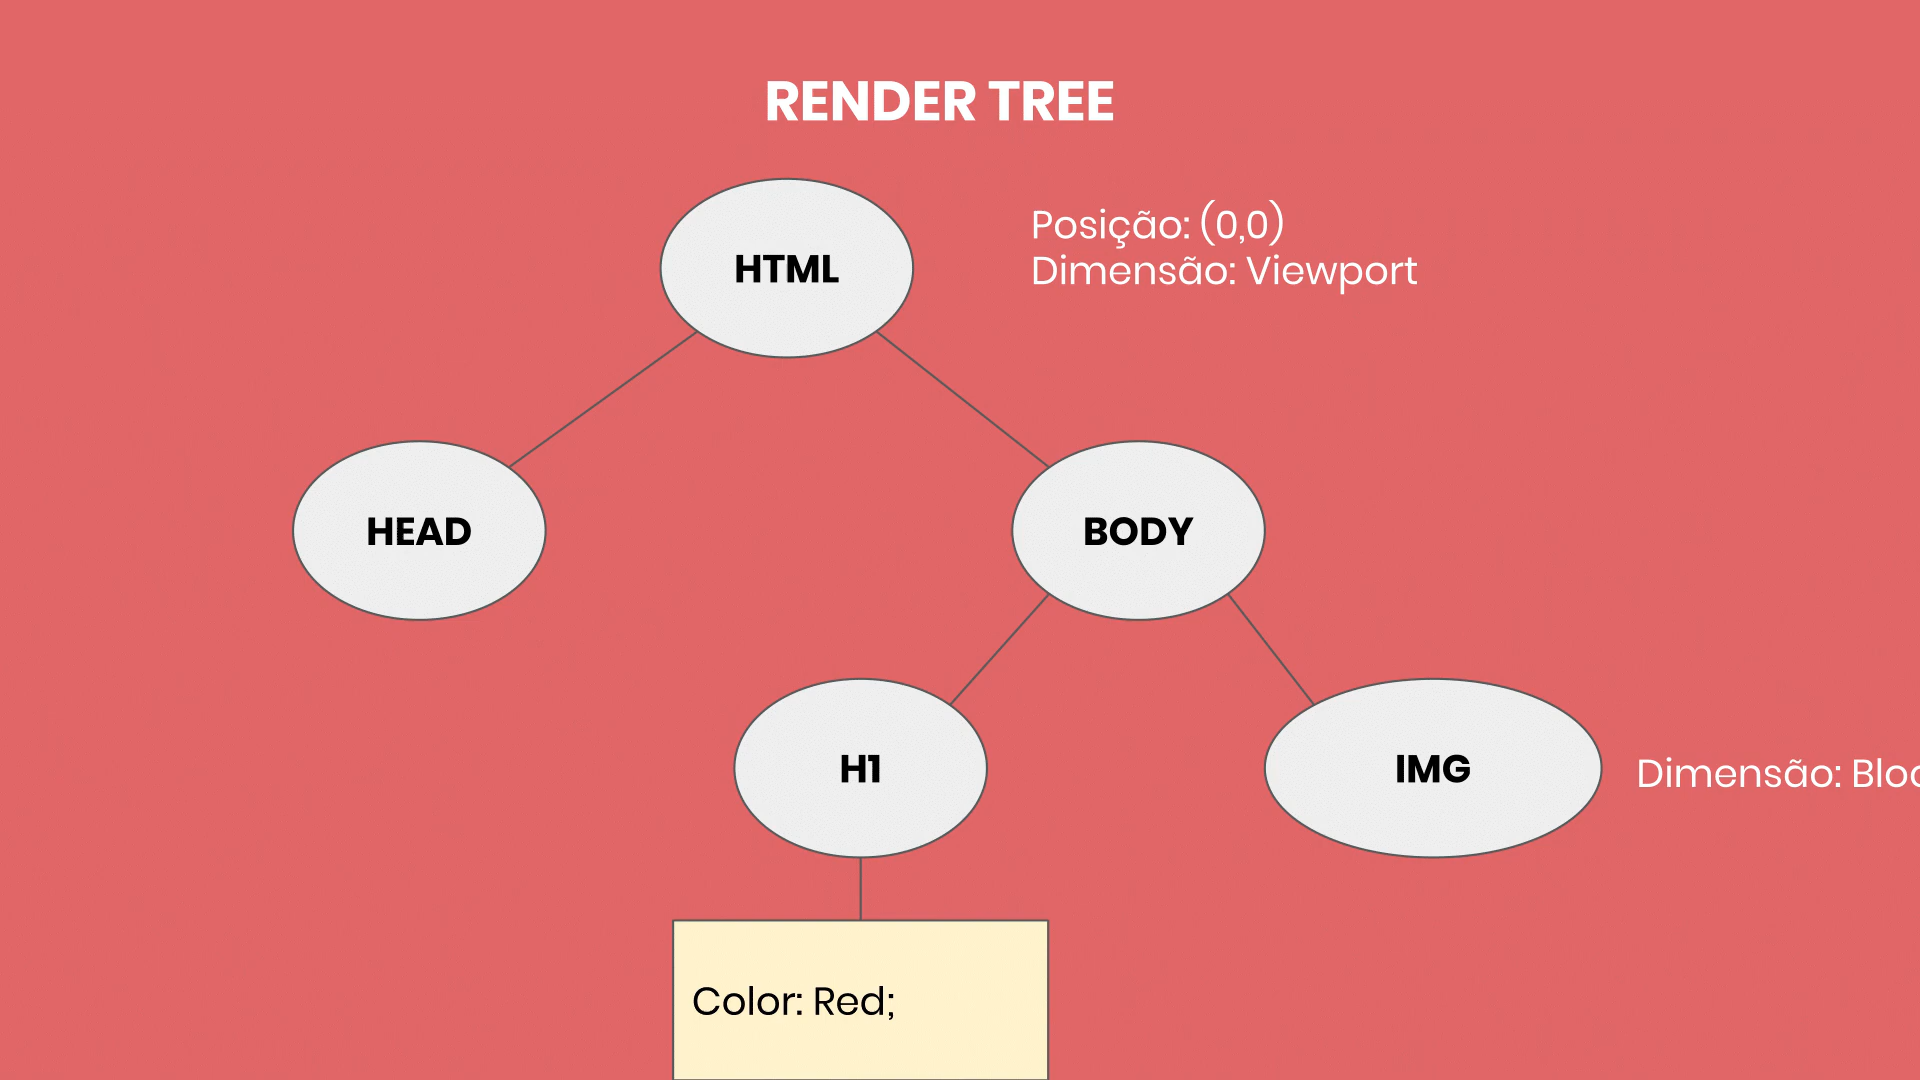 RENDER TREE
HTML
Posição: (0,0)
Dimensão: Viewport
HEAD
BODY
H1
IMG
Dimensão:
Color: Red;